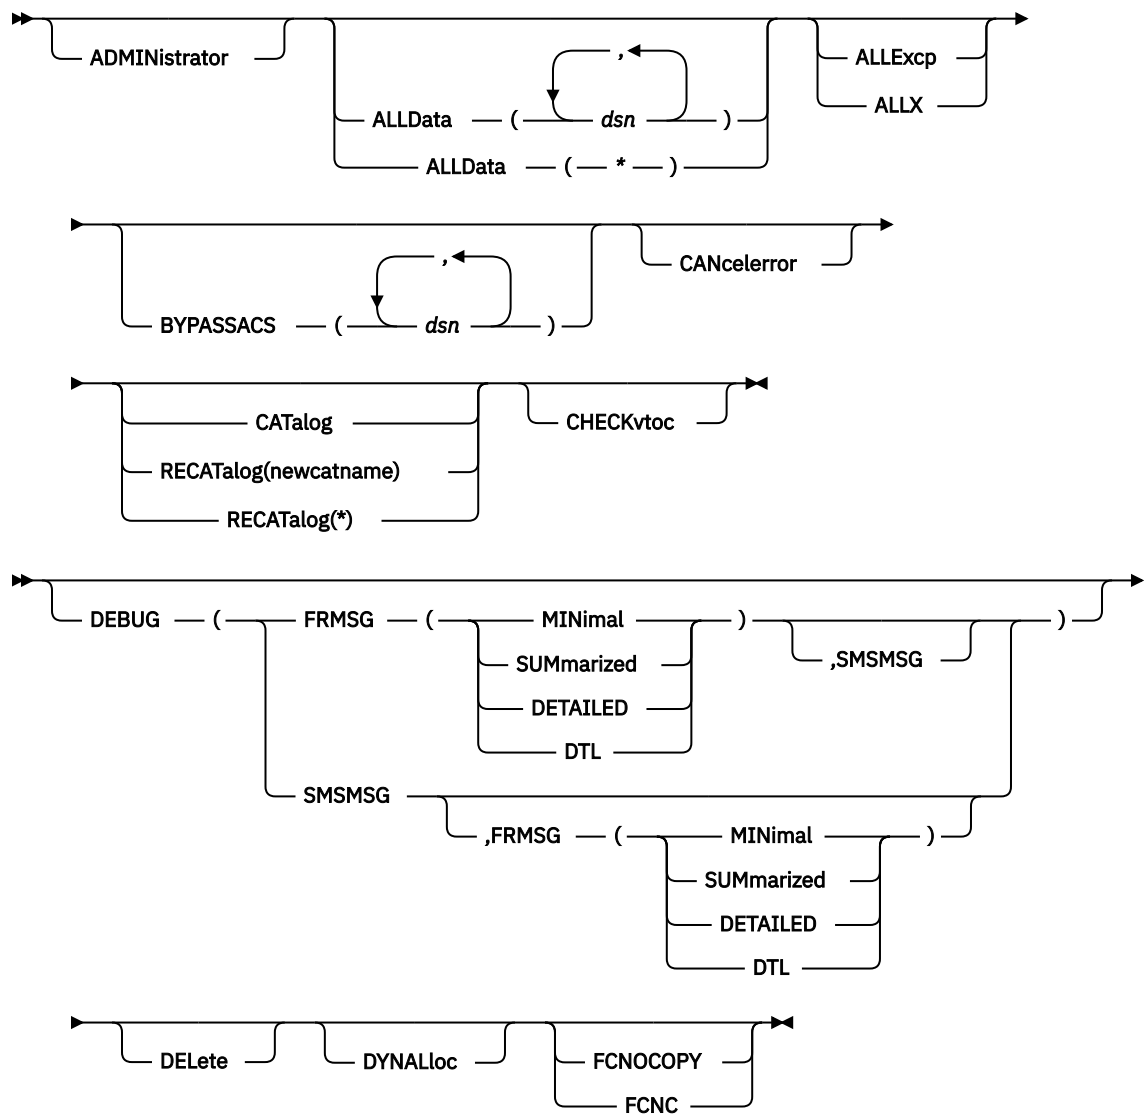 ADMINistrator
,
ALLData ( dsn )
ALLData ( * )
ALLExcp
ALLX
,
BYPASSACS ( dsn )
CANcelerror
CATalog
RECATalog(newcatname)
RECATalog(*)
CHECKvtoc
DEBUG ( FRMSG ( MINimal ) )
SUMmarized
DETAILED
DTL
,SMSMSG
SMSMSG
,FRMSG ( MINimal )
SUMmarized
DETAILED
DTL
DELete
DYNALloc
FCNOCOPY
FCNC